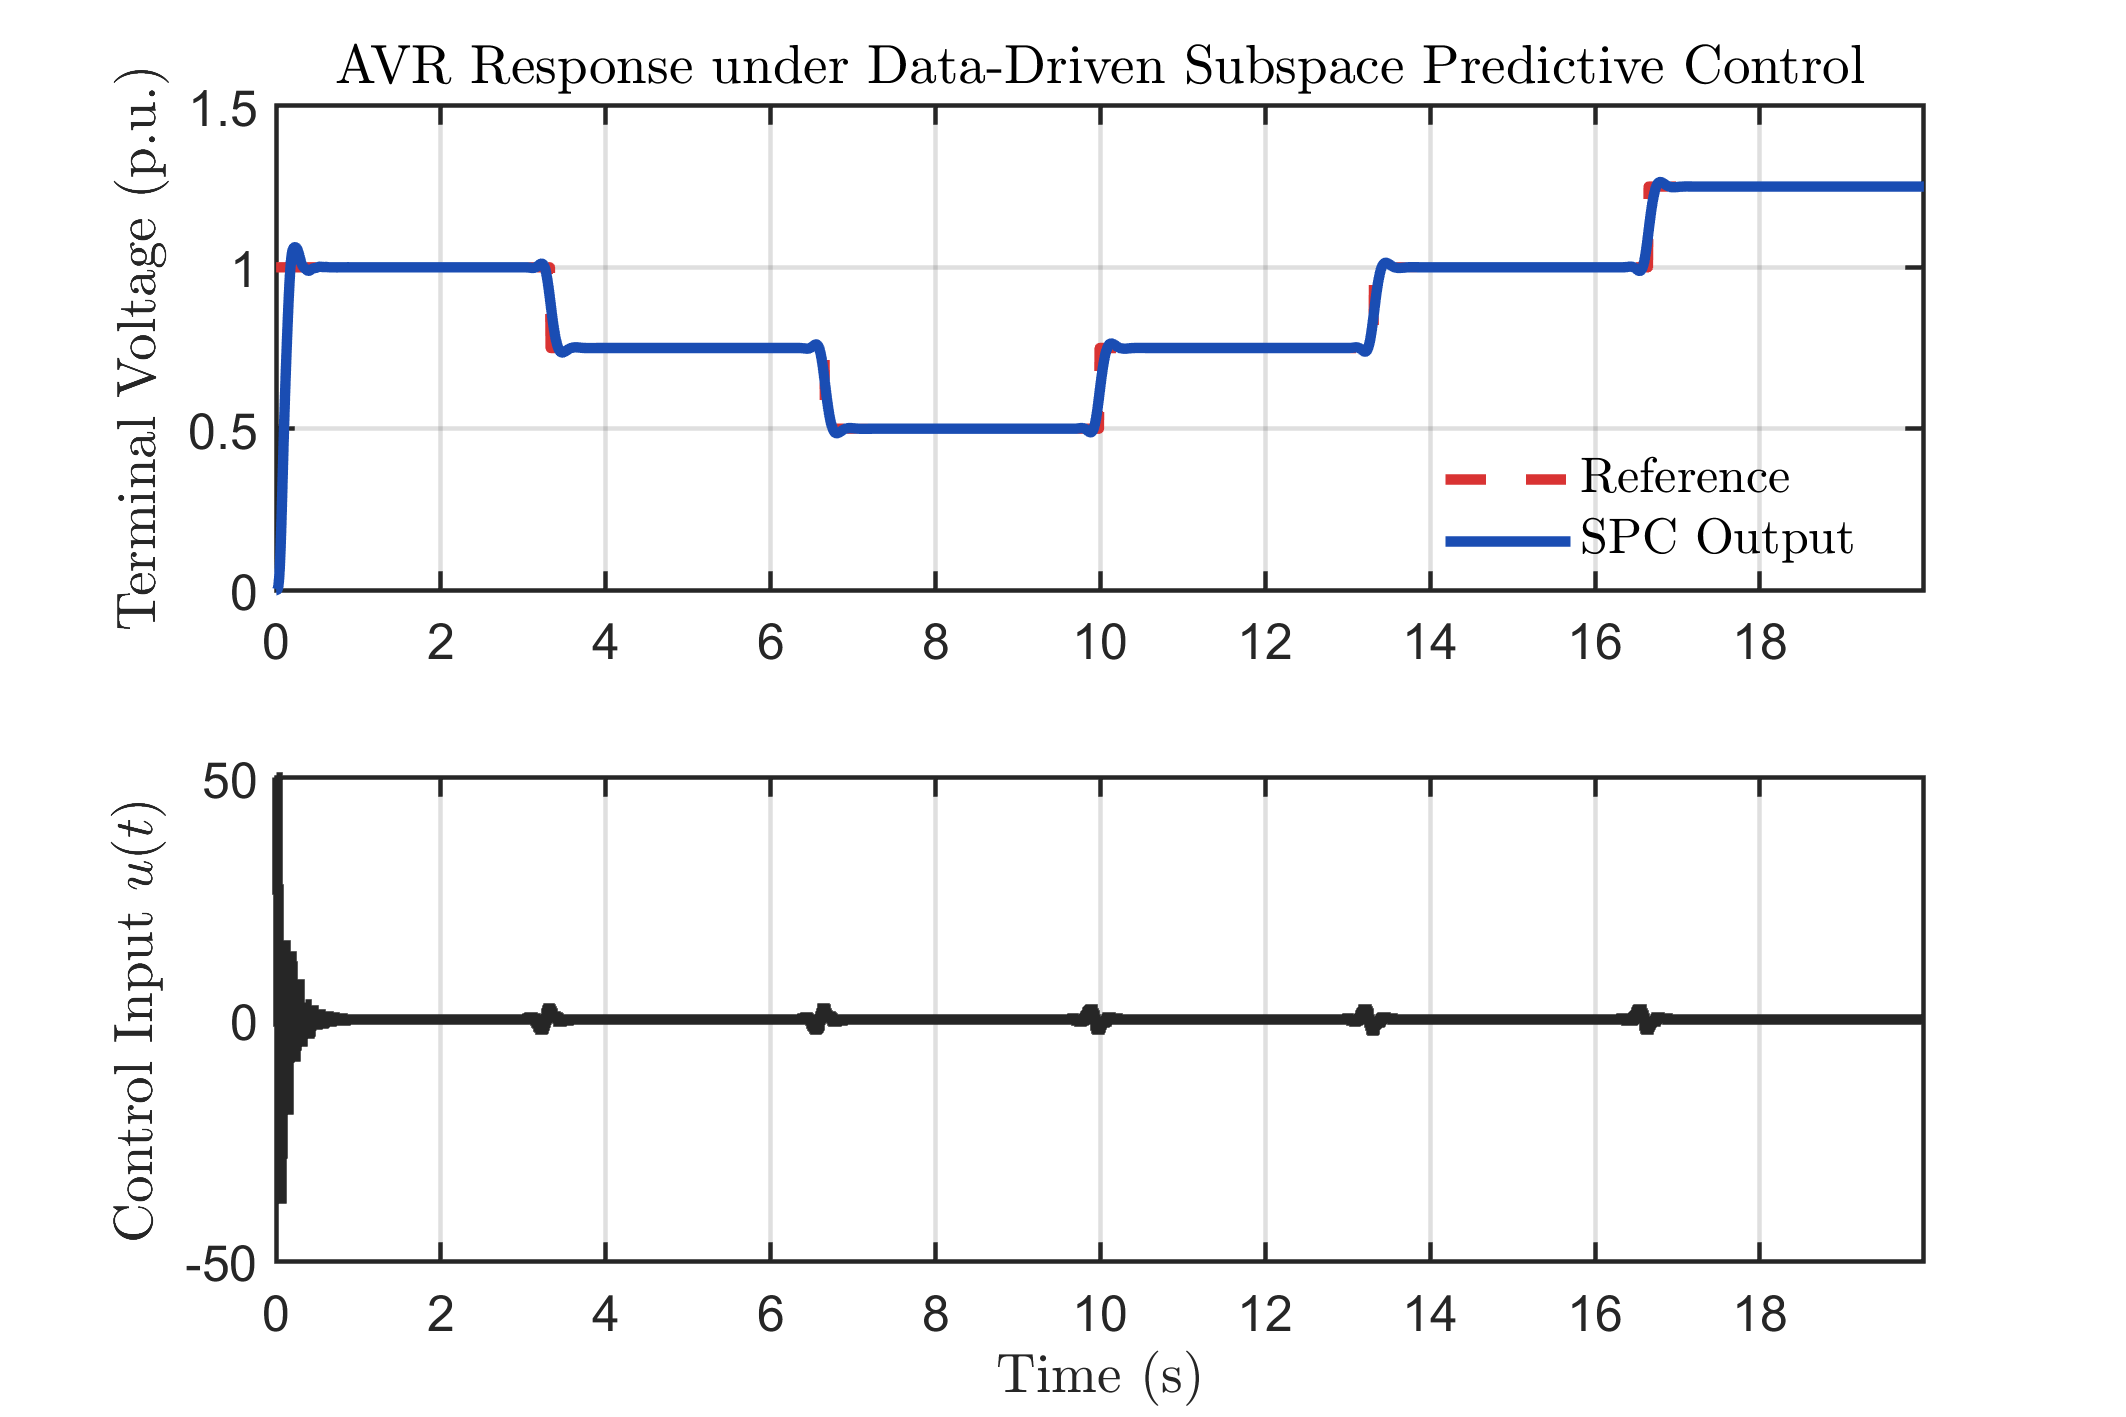 AVR Response under Data-Driven Subspace Predictive Control
Terminal Voltage (p.u.)
1.5
1
0.5
0
Reference
SPC Output
0 2 4 6 8 10 12 14 16 18
Control Input u(t)
50
0
-50
0 2 4 6 8 10 12 14 16 18
Time (s)